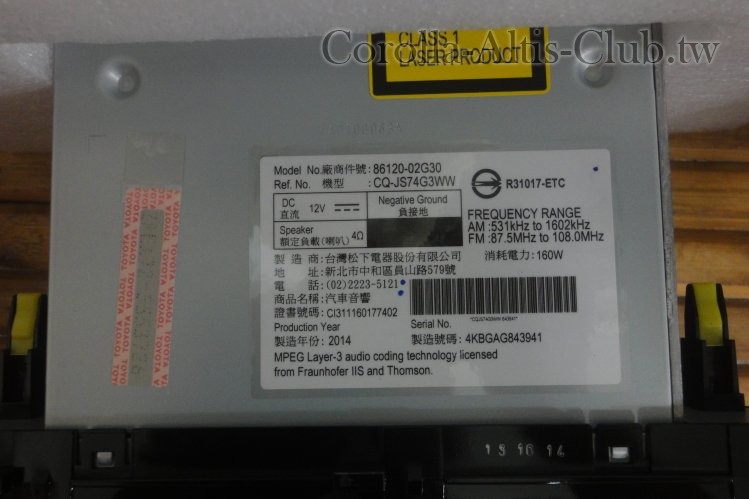 Corolla-Altis-Club.tw
CLASS 1
LASER PRODUCT
Model No.廠商件號:86120-02G30
Ref. No. 機型 :CQ-JS74G3WW
R31017-ETC
DC
直流 12V
Negative Ground
負接地
Speaker
額定負載(喇叭) 4Ω
FREQUENCY RANGE
AM :531kHz to 1602kHz
FM :87.5MHz to 108.0MHz
消耗電力:160W
製造商:台灣松下電器股份有限公司
地址:新北市中和區員山路579號
電話:(02)2223-5121
商品名稱:汽車音響
證書號碼:CI311160177402
Production Year
製造年份:2014
Serial No.
製造號碼:4KBGAG843941
MPEG Layer-3 audio coding technology licensed
from Fraunhofer IIS and Thomson.
TOYOTA TOYOTA TOYOTA
13 10 14